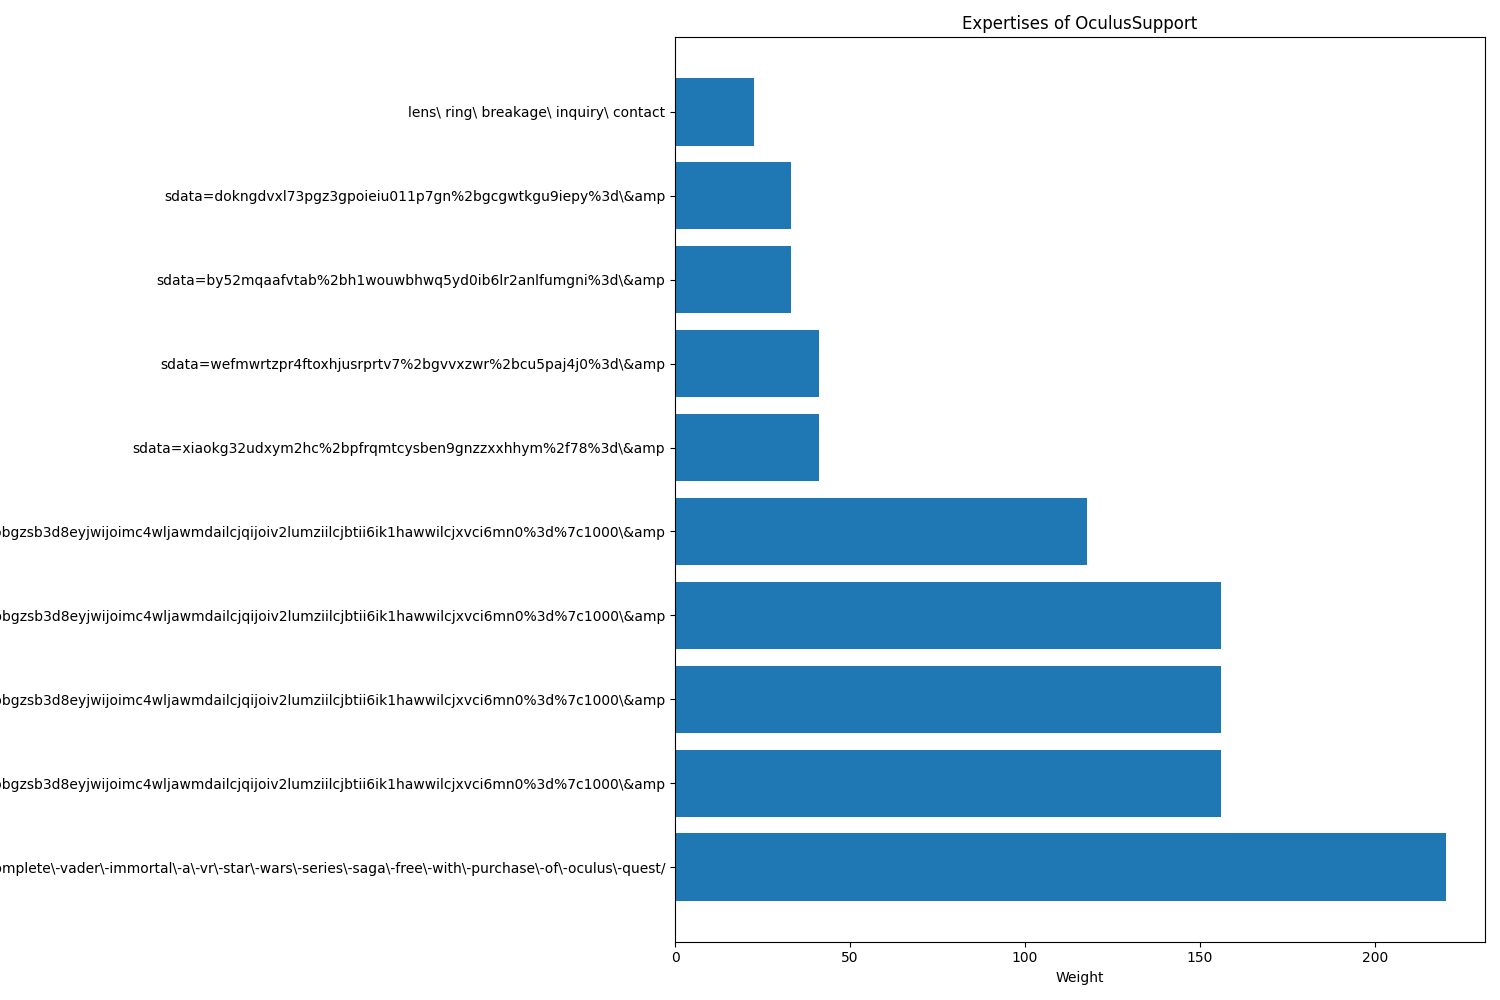 Expertises of OculusSupport
lens\ ring\ breakage\ inquiry\ contact
sdata=dokngdvxl73pgz3gpoieiu011p7gn%2bgcgwtkgu9iepy%3d\&amp
sdata=by52mqaafvtab%2bh1wouwbhwq5yd0ib6lr2anlfumgni%3d\&amp
sdata=wefmwrtzpr4ftoxhjusrprtv7%2bgvvxzwr%2bcu5paj4j0%3d\&amp
sdata=xiaokg32udxym2hc%2bpfrqmtcysben9gnzzxxhhym%2f78%3d\&amp
bgzsb3d8eyjwijoimc4wljawmdailcjqijoiv2lumziilcjbtii6ik1hawwilcjxvci6mn0%3d%7c1000\&amp
bgzsb3d8eyjwijoimc4wljawmdailcjqijoiv2lumziilcjbtii6ik1hawwilcjxvci6mn0%3d%7c1000\&amp
bgzsb3d8eyjwijoimc4wljawmdailcjqijoiv2lumziilcjbtii6ik1hawwilcjxvci6mn0%3d%7c1000\&amp
bgzsb3d8eyjwijoimc4wljawmdailcjqijoiv2lumziilcjbtii6ik1hawwilcjxvci6mn0%3d%7c1000\&amp
omplete\-vader\-immortal\-a\-vr\-star\-wars\-series\-saga\-free\-with\-purchase\-of\-oculus\-quest/
0 50 100 150 200
Weight